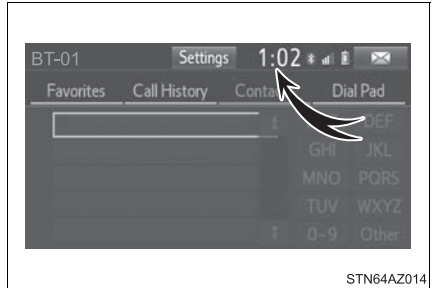 BT-01 Settings 1:02
Favorites Call History Contacts Dial Pad
DEF
GHI JKL
MNO PQRS
TUV WXYZ
0-9 Other
STN64AZ014